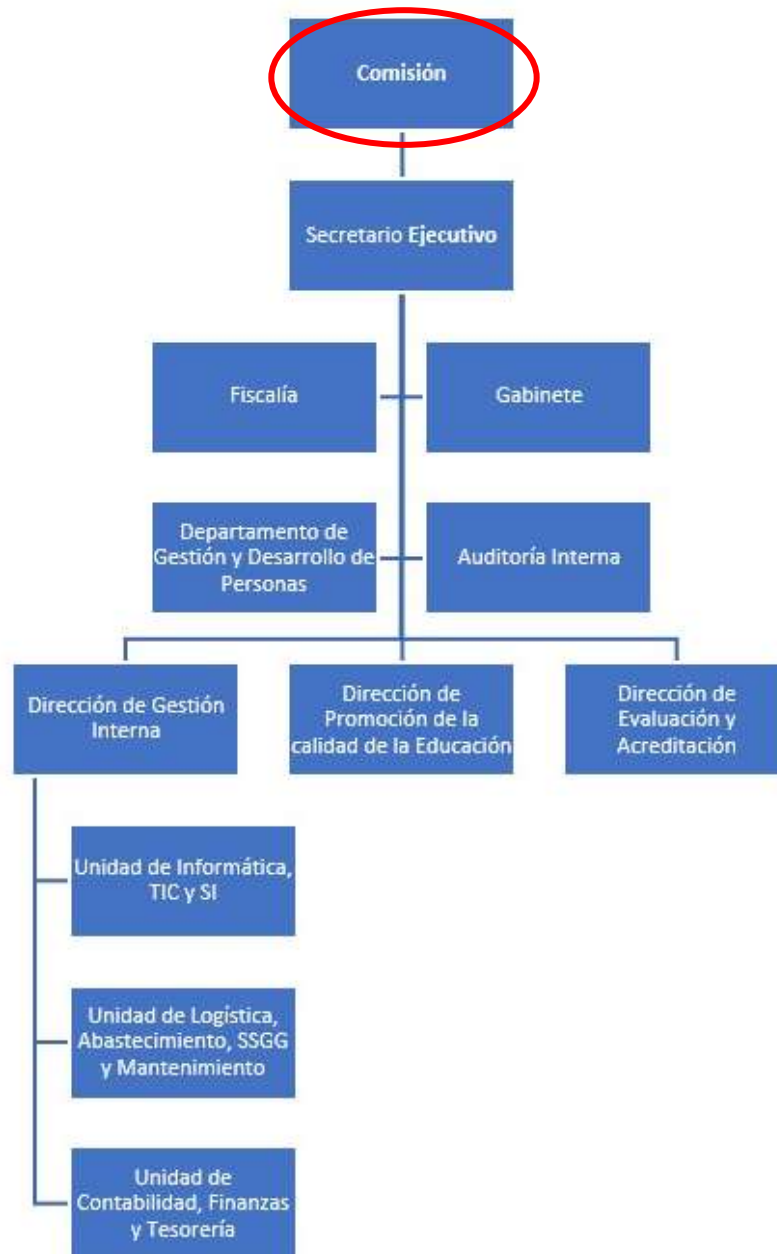 Comisión
Secretario Ejecutivo
Fiscalía
Gabinete
Departamento de
Gestión y Desarrollo de
Personas
Auditoría Interna
Dirección de Gestión
Interna
Dirección de
Promoción de la
calidad de la Educación
Dirección de
Evaluación y
Acreditación
Unidad de Informática,
TIC y SI
Unidad de Logística,
Abastecimiento, SSGG
y Mantenimiento
Unidad de
Contabilidad, Finanzas
y Tesorería